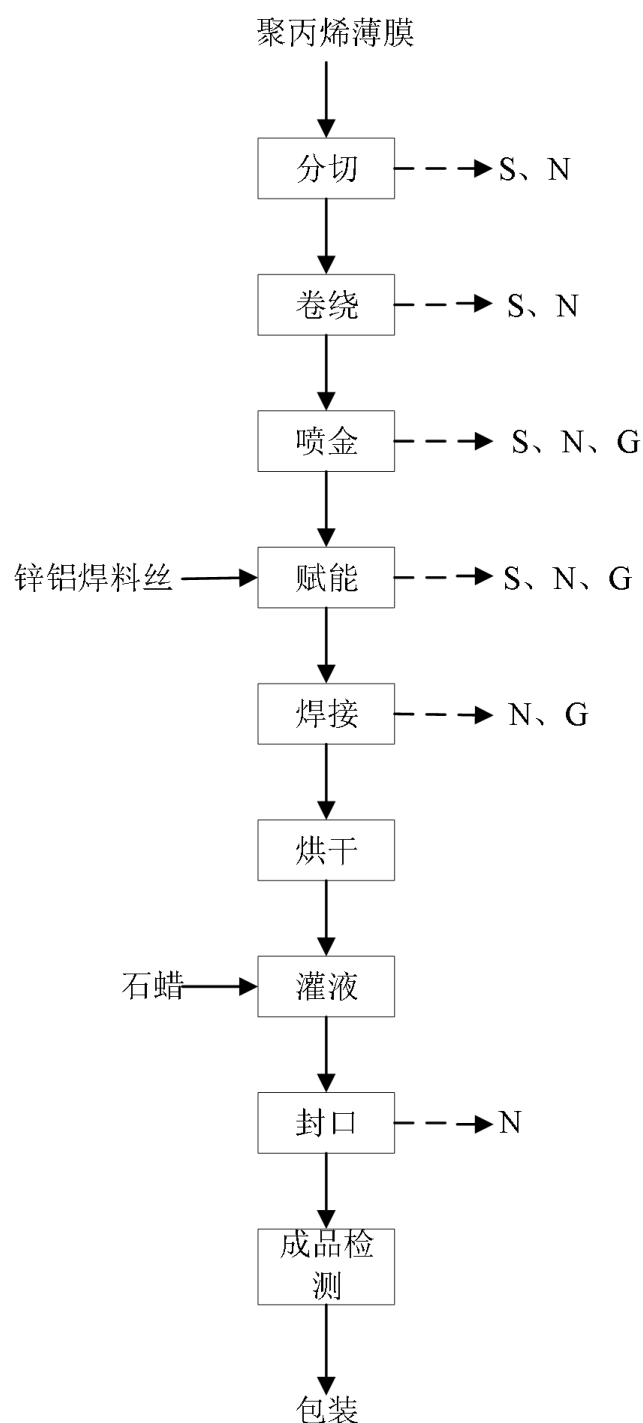 聚丙烯薄膜
分切
S、N
卷绕
S、N
喷金
S、N、G
锌铝焊料丝
赋能
S、N、G
焊接
N、G
烘干
石蜡
灌液
封口
N
成品检
测
包装